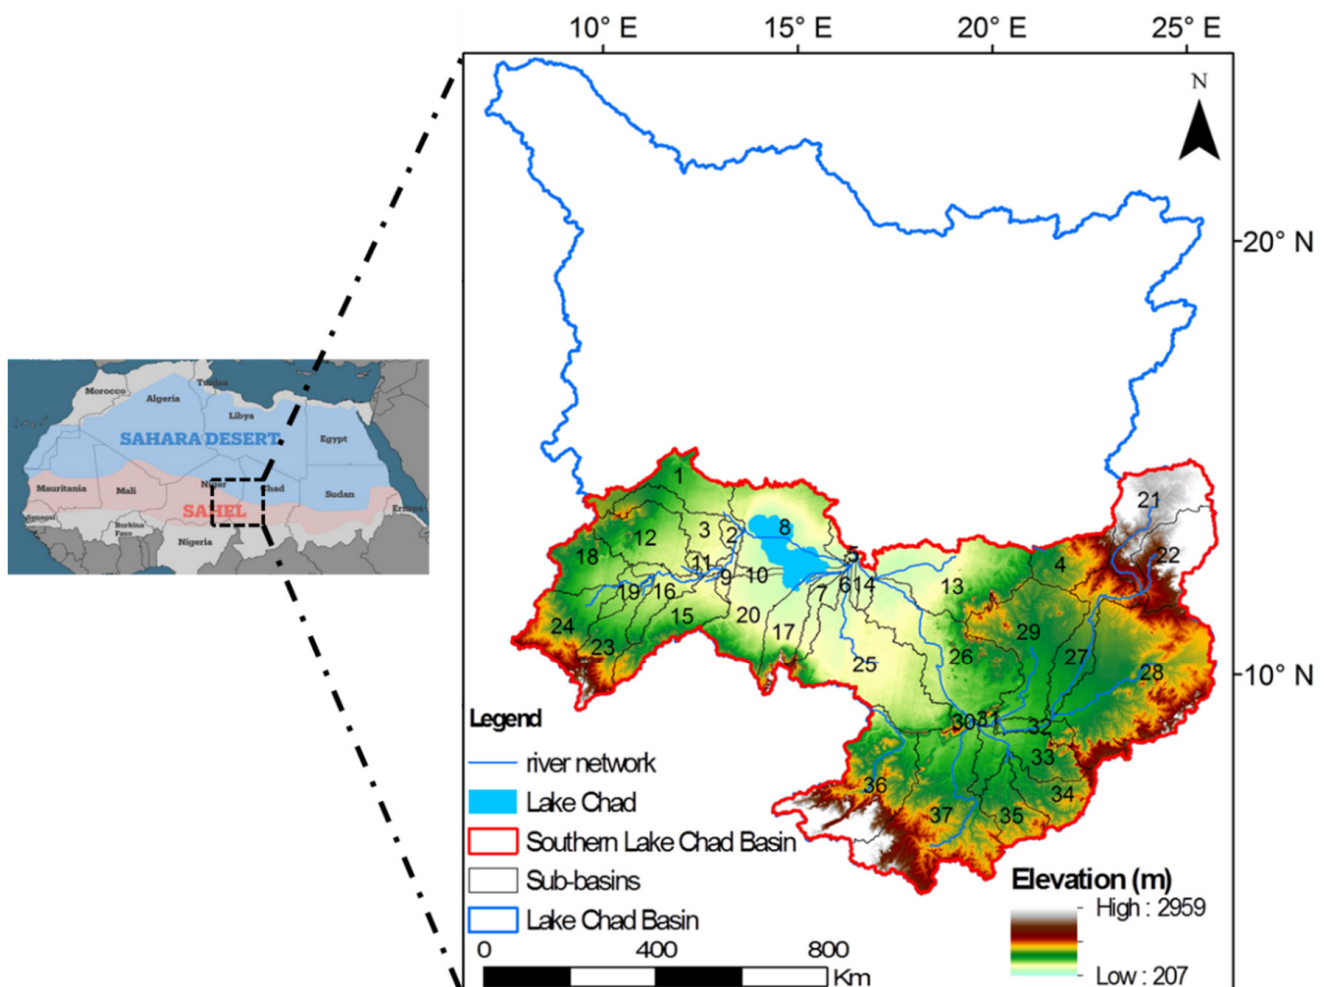 10° E
15° E
20° E
25° E
N
20° N
10° N
Morocco
Tunisia
Algeria
Libya
Egypt
SAHARA DESERT
Mauritania
Mali
Niger
Chad
Sudan
SAHEL
Eritrea
Senegal
Burkina
Faso
Nigeria
1
21
8
3
2
12
18
5
22
4
11
9
10
6
14
13
7
19
16
15
20
24
23
17
25
29
26
27
28
30
31
32
33
36
34
37
35
Legend
river network
Lake Chad
Southern Lake Chad Basin
Sub-basins
Lake Chad Basin
0
400
800
Km
Elevation (m)
High : 2959
Low : 207